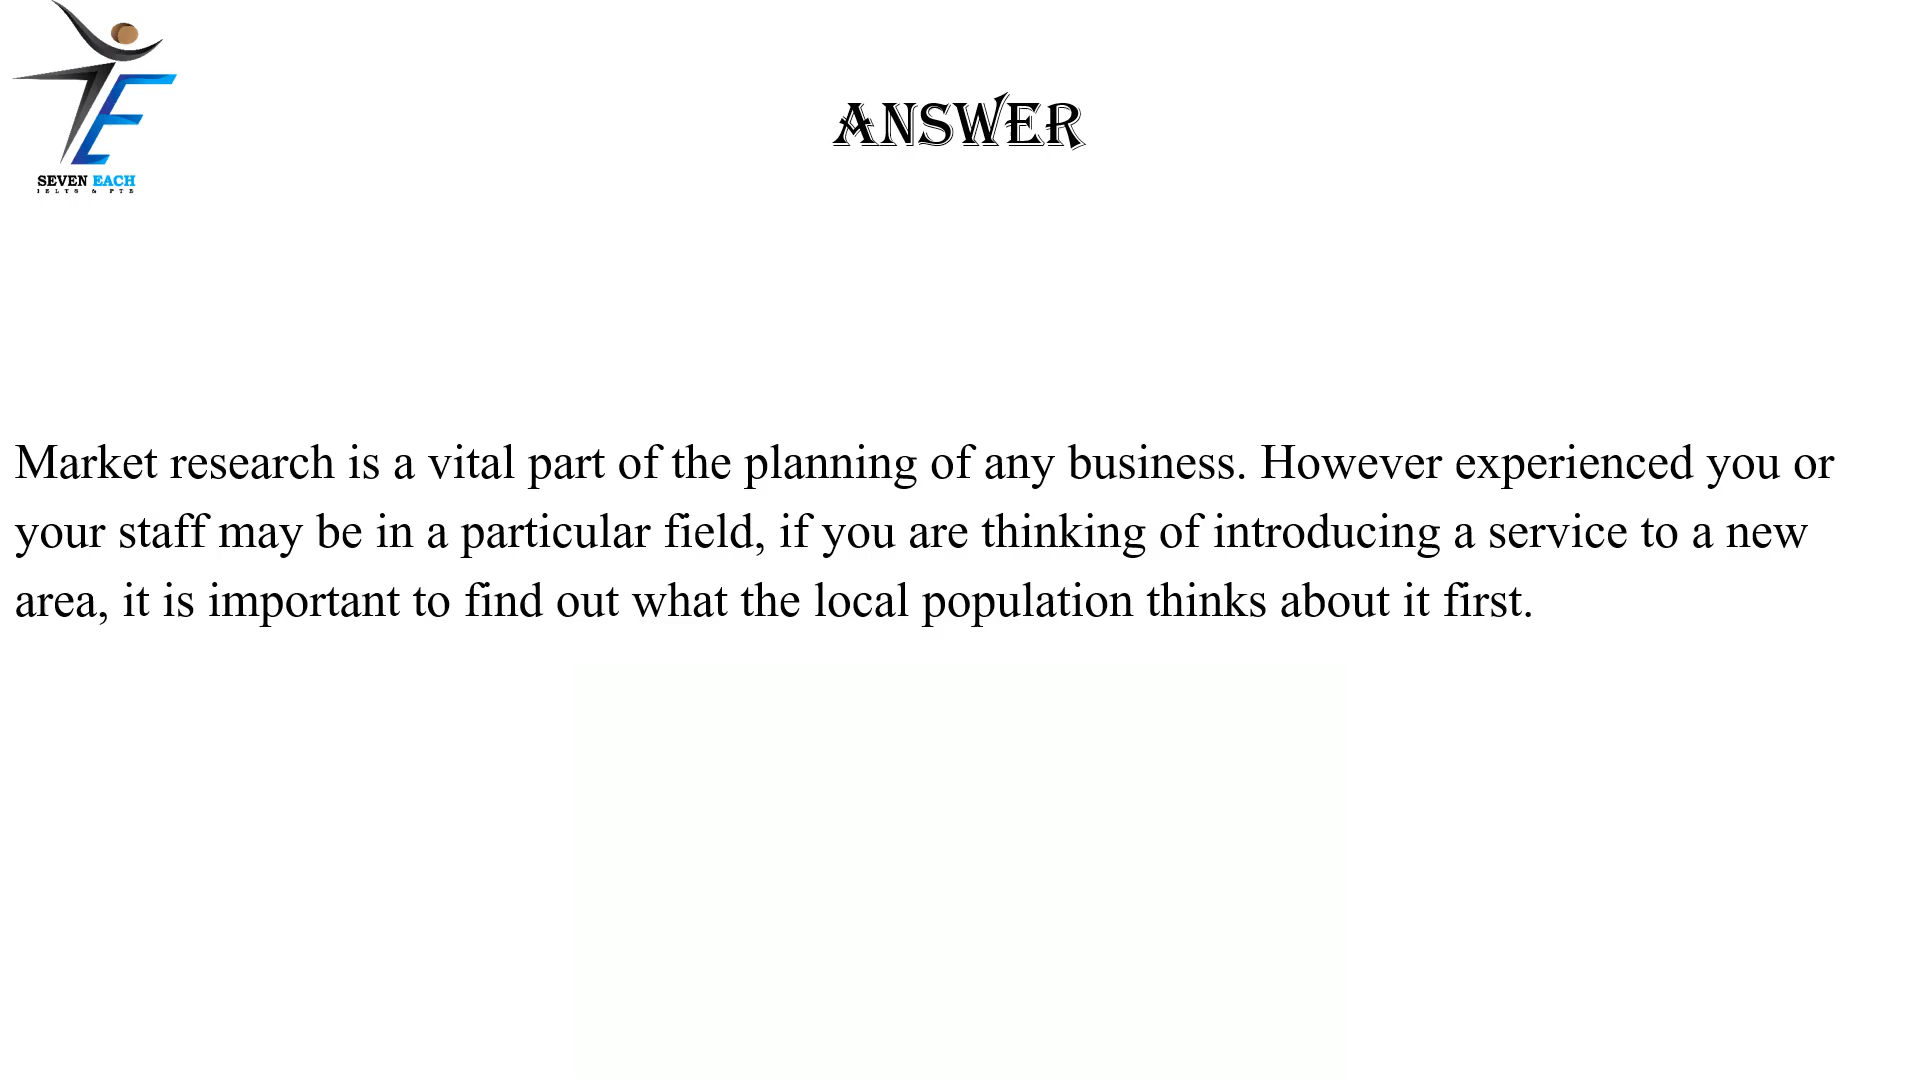 ANSWER
SEVEN EACH
IELTS & PTE
Market research is a vital part of the planning of any business. However experienced you or
your staff may be in a particular field, if you are thinking of introducing a service to a new
area, it is important to find out what the local population thinks about it first.